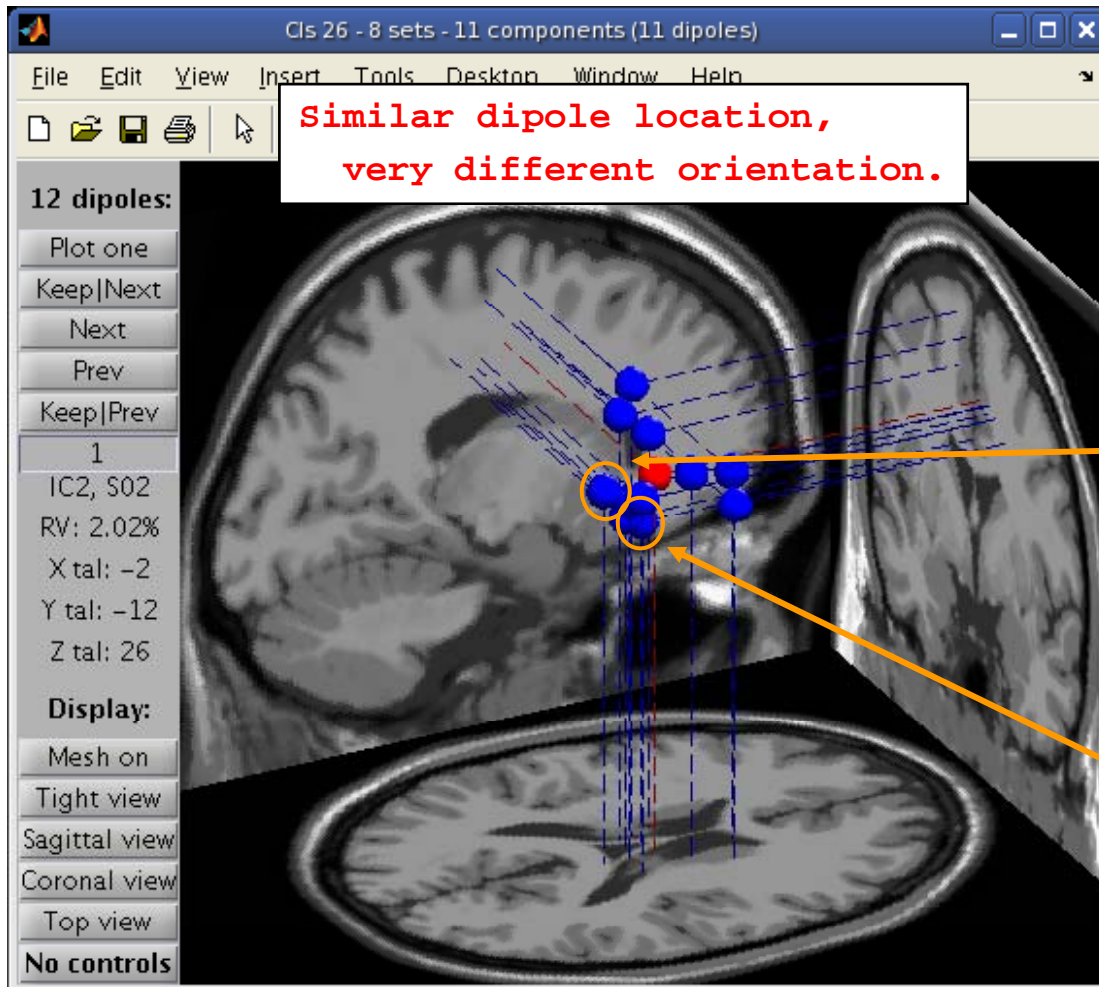 Cls 26 - 8 sets - 11 components (11 dipoles)
File Edit View Insert Tools Desktop Window Help
Similar dipole location,
very different orientation.
12 dipoles:
Plot one
Keep|Next
Next
Prev
Keep|Prev
1
IC2, S02
RV: 2.02%
X tal: −2
Y tal: −12
Z tal: 26
Display:
Mesh on
Tight view
Sagittal view
Coronal view
Top view
No controls